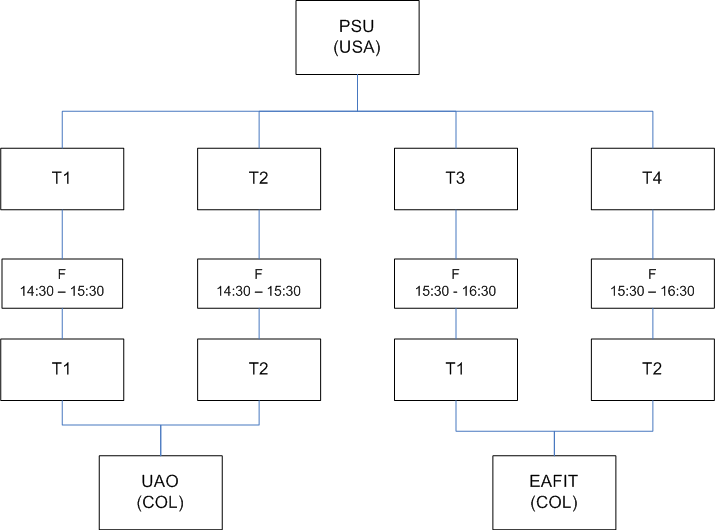 PSU
(USA)
T1
T2
T3
T4
F
14:30 – 15:30
F
14:30 – 15:30
F
15:30 - 16:30
F
15:30 – 16:30
T1
T2
T1
T2
UAO
(COL)
EAFIT
(COL)